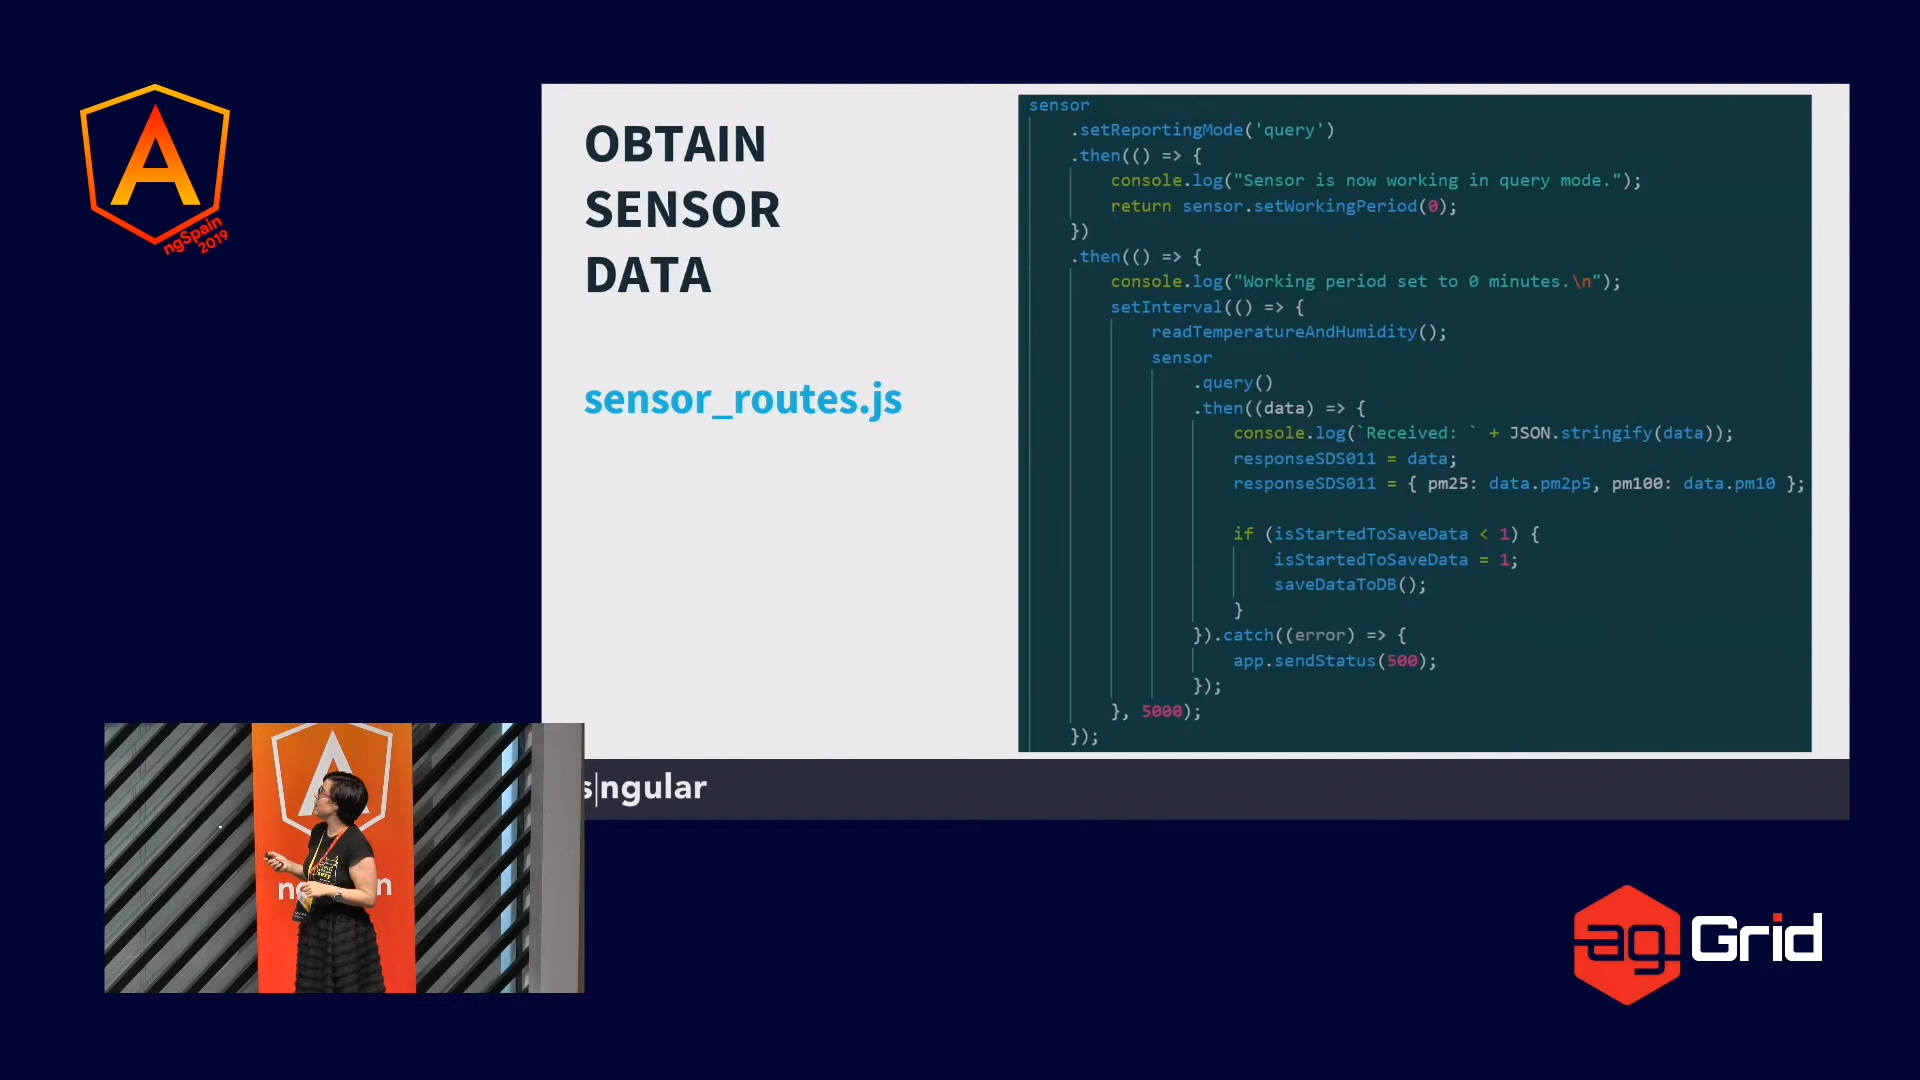 ngSpain
2019
OBTAIN
SENSOR
DATA
sensor_routes.js
sensor
.setReportingMode('query')
.then(() => {
console.log("Sensor is now working in query mode.");
return sensor.setWorkingPeriod(0);
})
.then(() => {
console.log("Working period set to 0 minutes.\n");
setInterval(() => {
readTemperatureAndHumidity();
sensor
.query()
.then((data) => {
console.log(`Received: ` + JSON.stringify(data));
responseSDS011 = data;
responseSDS011 = { pm25: data.pm2p5, pm100: data.pm10 };
if (isStartedToSaveData < 1) {
isStartedToSaveData = 1;
saveDataToDB();
}
}).catch((error) => {
app.sendStatus(500);
});
}, 5000);
});
s|ngular
ag Grid